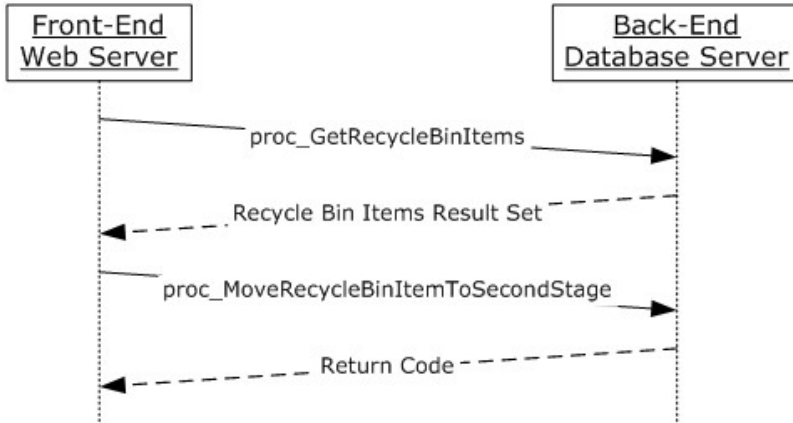 Front-End
Web Server
Back-End
Database Server
proc_GetRecycleBinItems
Recycle Bin Items Result Set
proc_MoveRecycleBinItemToSecondStage
Return Code